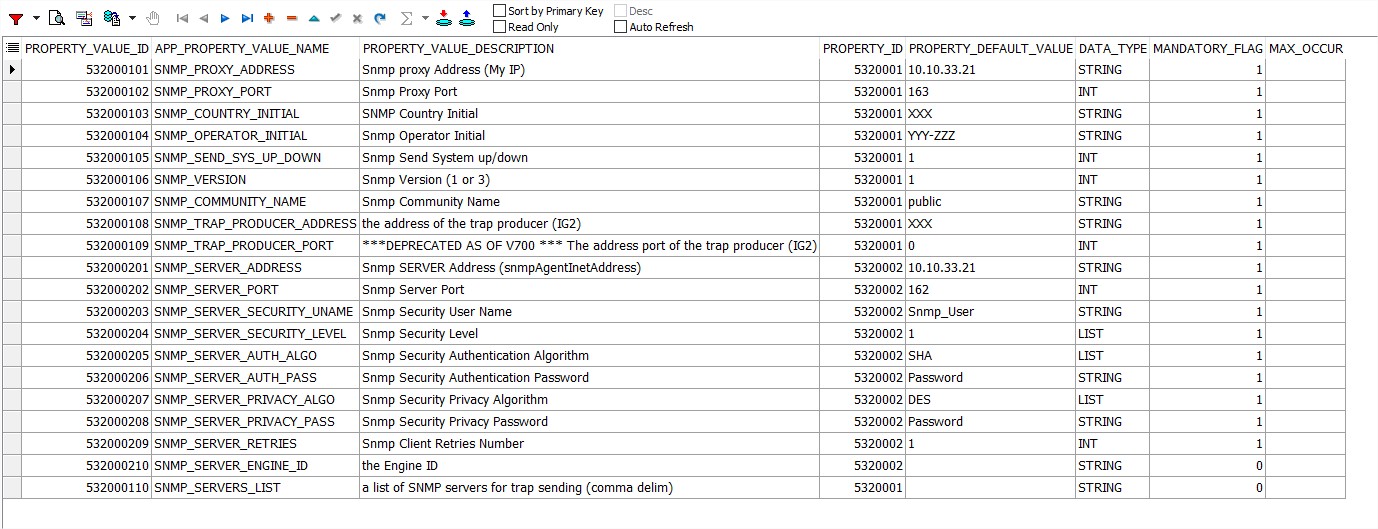 Sort by Primary Key Desc
Read Only Auto Refresh
PROPERTY_VALUE_ID APP_PROPERTY_VALUE_NAME PROPERTY_VALUE_DESCRIPTION PROPERTY_ID PROPERTY_DEFAULT_VALUE DATA_TYPE MANDATORY_FLAG MAX_OCCUR
532000101 SNMP_PROXY_ADDRESS Snmp proxy Address (My IP) 5320001 10.10.33.21 STRING 1
532000102 SNMP_PROXY_PORT Snmp Proxy Port 5320001 163 INT 1
532000103 SNMP_COUNTRY_INITIAL SNMP Country Initial 5320001 XXX STRING 1
532000104 SNMP_OPERATOR_INITIAL Snmp Operator Initial 5320001 YYY-ZZZ STRING 1
532000105 SNMP_SEND_SYS_UP_DOWN Snmp Send System up/down 5320001 1 INT 1
532000106 SNMP_VERSION Snmp Version (1 or 3) 5320001 1 INT 1
532000107 SNMP_COMMUNITY_NAME Snmp Community Name 5320001 public STRING 1
532000108 SNMP_TRAP_PRODUCER_ADDRESS the address of the trap producer (IG2) 5320001 XXX STRING 1
532000109 SNMP_TRAP_PRODUCER_PORT ***DEPRECATED AS OF V700 *** The address port of the trap producer (IG2) 5320001 0 INT 1
532000201 SNMP_SERVER_ADDRESS Snmp SERVER Address (snmpAgentInetAddress) 5320002 10.10.33.21 STRING 1
532000202 SNMP_SERVER_PORT Snmp Server Port 5320002 162 INT 1
532000203 SNMP_SERVER_SECURITY_UNAME Snmp Security User Name 5320002 Snmp_User STRING 1
532000204 SNMP_SERVER_SECURITY_LEVEL Snmp Security Level 5320002 1 LIST 1
532000205 SNMP_SERVER_AUTH_ALGO Snmp Security Authentication Algorithm 5320002 SHA LIST 1
532000206 SNMP_SERVER_AUTH_PASS Snmp Security Authentication Password 5320002 Password STRING 1
532000207 SNMP_SERVER_PRIVACY_ALGO Snmp Security Privacy Algorithm 5320002 DES LIST 1
532000208 SNMP_SERVER_PRIVACY_PASS Snmp Security Privacy Password 5320002 Password STRING 1
532000209 SNMP_SERVER_RETRIES Snmp Client Retries Number 5320002 1 INT 1
532000210 SNMP_SERVER_ENGINE_ID the Engine ID 5320002 STRING 0
532000110 SNMP_SERVERS_LIST a list of SNMP servers for trap sending (comma delim) 5320001 STRING 0